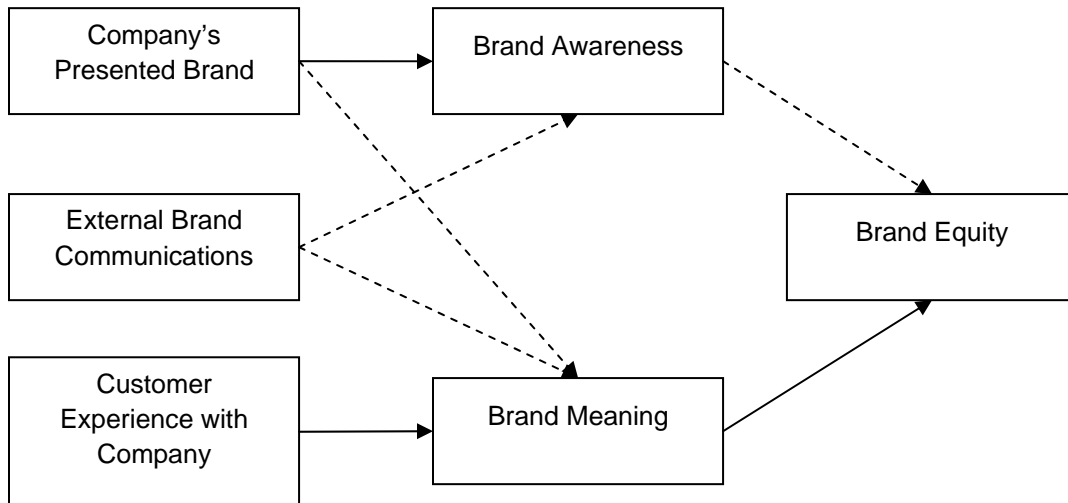 Company’s
Presented Brand
Brand Awareness
External Brand
Communications
Brand Equity
Customer
Experience with
Company
Brand Meaning